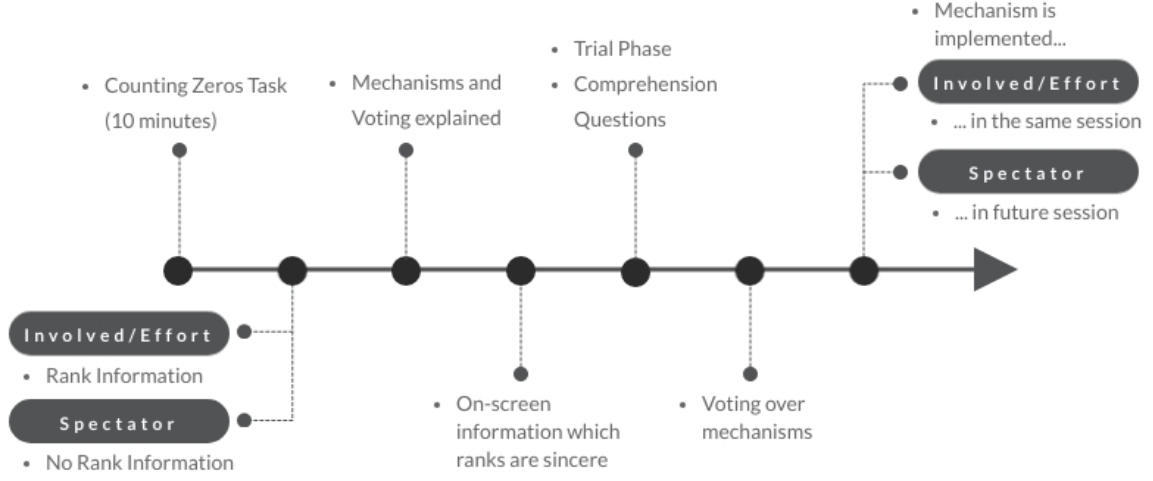 • Counting Zeros Task
(10 minutes)
Involved/Effort
• Rank Information
Spectator
• No Rank Information
• Mechanisms and
Voting explained
• On-screen
information which
ranks are sincere
• Trial Phase
• Comprehension
Questions
• Voting over
mechanisms
• Mechanism is
implemented...
Involved/Effort
• ... in the same session
Spectator
• ... in future session